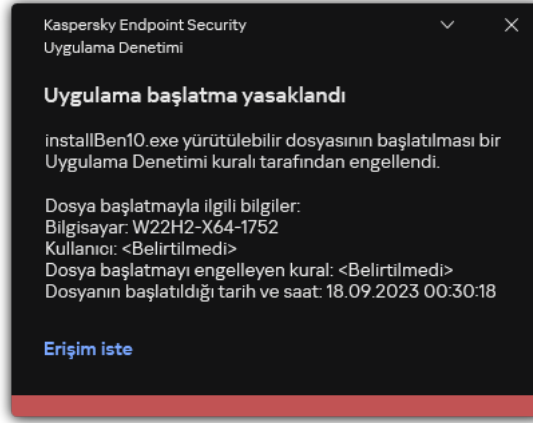 Kaspersky Endpoint Security
Uygulama Denetimi
Uygulama başlatma yasaklandı
installBen10.exe yürütülebilir dosyasının başlatılması bir
Uygulama Denetimi kuralı tarafından engellendi.
Dosya başlatmayla ilgili bilgiler:
Bilgisayar: W22H2-X64-1752
Kullanıcı: <Belirtilmedi>
Dosya başlatmayı engelleyen kural: <Belirtilmedi>
Dosyanın başlatıldığı tarih ve saat: 18.09.2023 00:30:18
Erişim iste